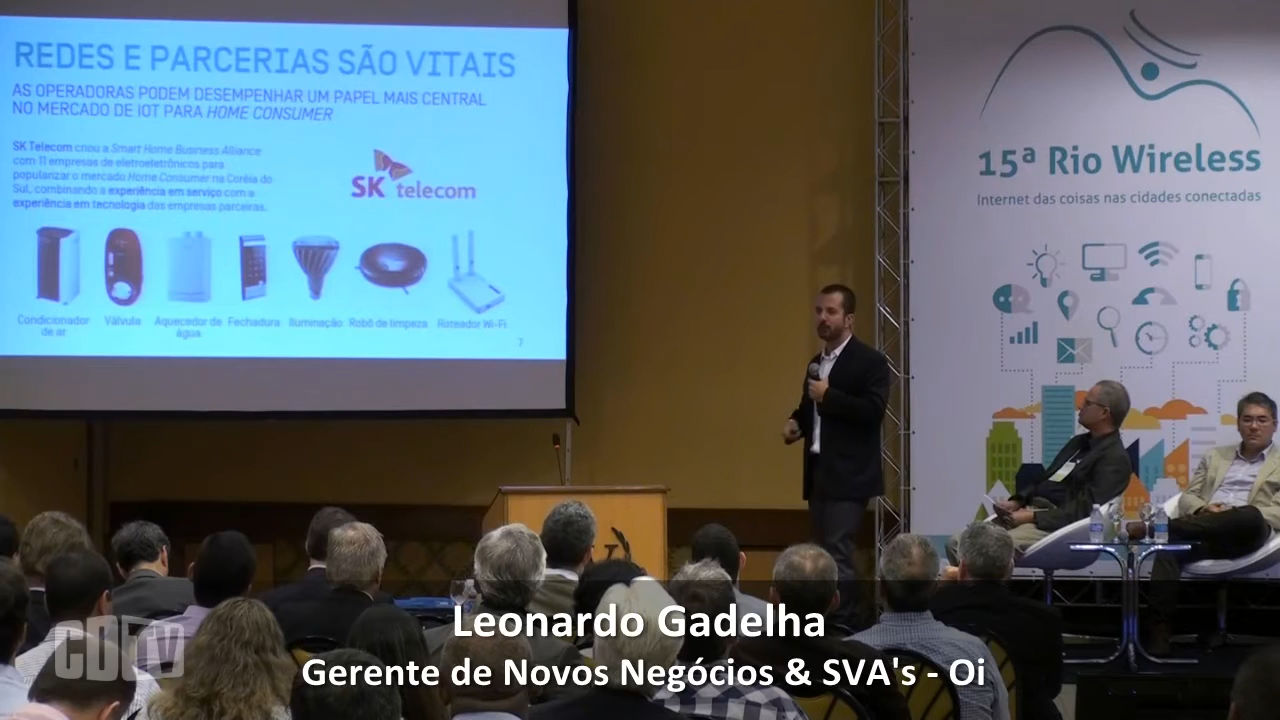 REDES E PARCERIAS SÃO VITAIS
AS OPERADORAS PODEM DESEMPENHAR UM PAPEL MAIS CENTRAL
NO MERCADO DE IOT PARA HOME CONSUMER
SK Telecom criou a Smart Home Business Alliance
com 11 empresas de eletroeletrônicos para
popularizar o mercado Home Consumer na Coréia do
Sul, combinando a experiência em serviço com a
experiência em tecnologia das empresas parceiras.
SK telecom
Condicionador
de ar
Válvula
Aquecedor de
água
Fechadura
Iluminação
Robô de limpeza
Roteador Wi-Fi
7
15ª Rio Wireless
Internet das coisas nas cidades conectadas
Leonardo Gadelha
Gerente de Novos Negócios & SVA's - Oi
CDTV